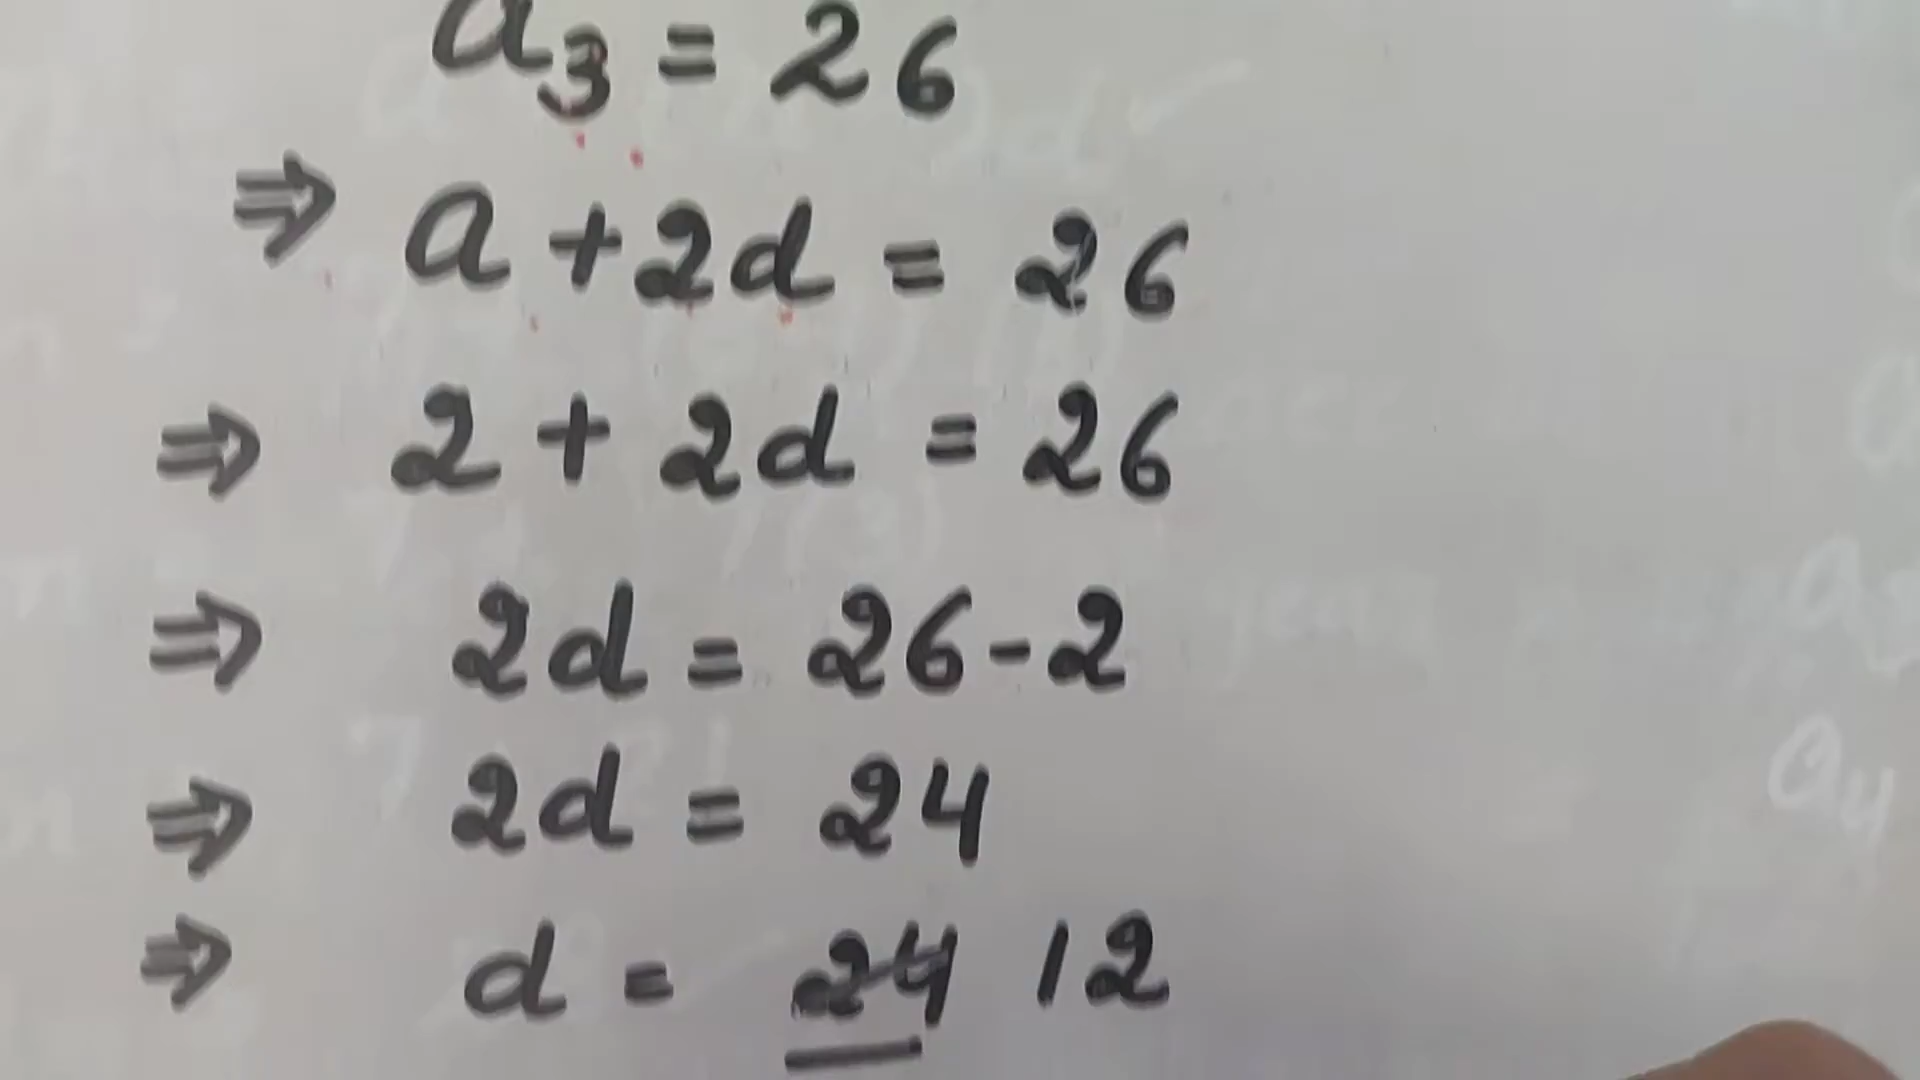 a₃ = 26
⇒ a + 2d = 26
⇒ 2 + 2d = 26
⇒ 2d = 26 - 2
⇒ 2d = 24
⇒ d = 24 12